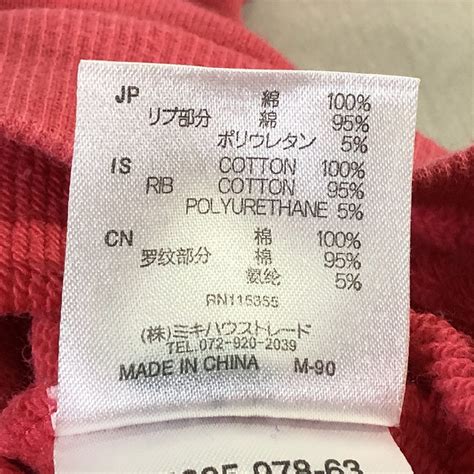 JP 綿 100%
リブ部分 綿 95%
ポリウレタン 5%
IS COTTON 100%
RIB COTTON 95%
POLYURETHANE 5%
CN 棉 100%
罗纹部分 棉 95%
氨纶 5%
RN115355
(株)ミキハウストレード
TEL.072-920-2039
MADE IN CHINA M-90
978-63